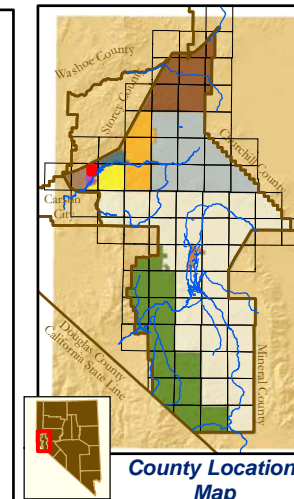 Washoe County
Storey County
Churchill County
Carson
City
Douglas County
California State Line
Mineral County
County Location
Map